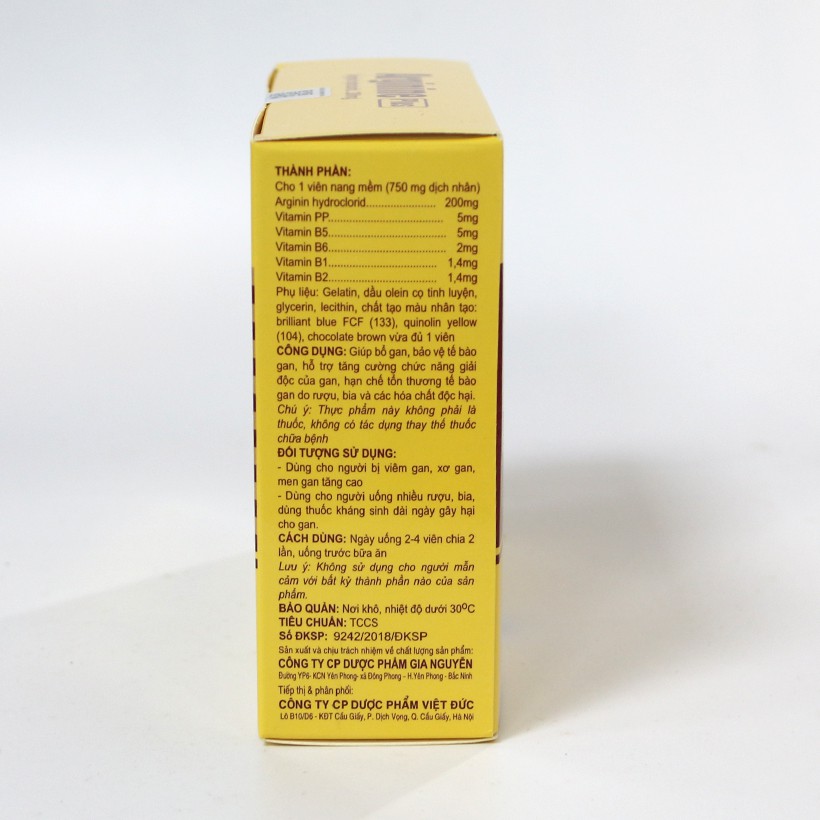 THÀNH PHẦN:
Cho 1 viên nang mềm (750 mg dịch nhân)
Arginin hydroclorid........................ 200mg
Vitamin PP....................................... 5mg
Vitamin B5........................................ 5mg
Vitamin B6........................................ 2mg
Vitamin B1..................................... 1,4mg
Vitamin B2..................................... 1,4mg
Phụ liệu: Gelatin, dầu olein cọ tinh luyện,
glycerin, lecithin, chất tạo màu nhân tạo:
brilliant blue FCF (133), quinolin yellow
(104), chocolate brown vừa đủ 1 viên
CÔNG DỤNG: Giúp bổ gan, bảo vệ tế bào
gan, hỗ trợ tăng cường chức năng giải
độc của gan, hạn chế tổn thương tế bào
gan do rượu, bia và các hóa chất độc hại.
Chú ý: Thực phẩm này không phải là
thuốc, không có tác dụng thay thế thuốc
chữa bệnh
ĐỐI TƯỢNG SỬ DỤNG:
- Dùng cho người bị viêm gan, xơ gan,
men gan tăng cao
- Dùng cho người uống nhiều rượu, bia,
dùng thuốc kháng sinh dài ngày gây hại
cho gan.
CÁCH DÙNG: Ngày uống 2-4 viên chia 2
lần, uống trước bữa ăn
Lưu ý: Không sử dụng cho người mẫn
cảm với bất kỳ thành phần nào của sản
phẩm.
BẢO QUẢN: Nơi khô, nhiệt độ dưới 30ºC
TIÊU CHUẨN: TCCS
Số ĐKSP: 9242/2018/ĐKSP
Sản xuất và chịu trách nhiệm về chất lượng sản phẩm:
CÔNG TY CP DƯỢC PHẨM GIA NGUYÊN
Đường YP6- KCN Yên Phong- xã Đông Phong – H.Yên Phong - Bắc Ninh
Tiếp thị & phân phối:
CÔNG TY CP DƯỢC PHẨM VIỆT ĐỨC
Lô B10/D6 - KĐT Cầu Giấy, P. Dịch Vọng, Q. Cầu Giấy, Hà Nội